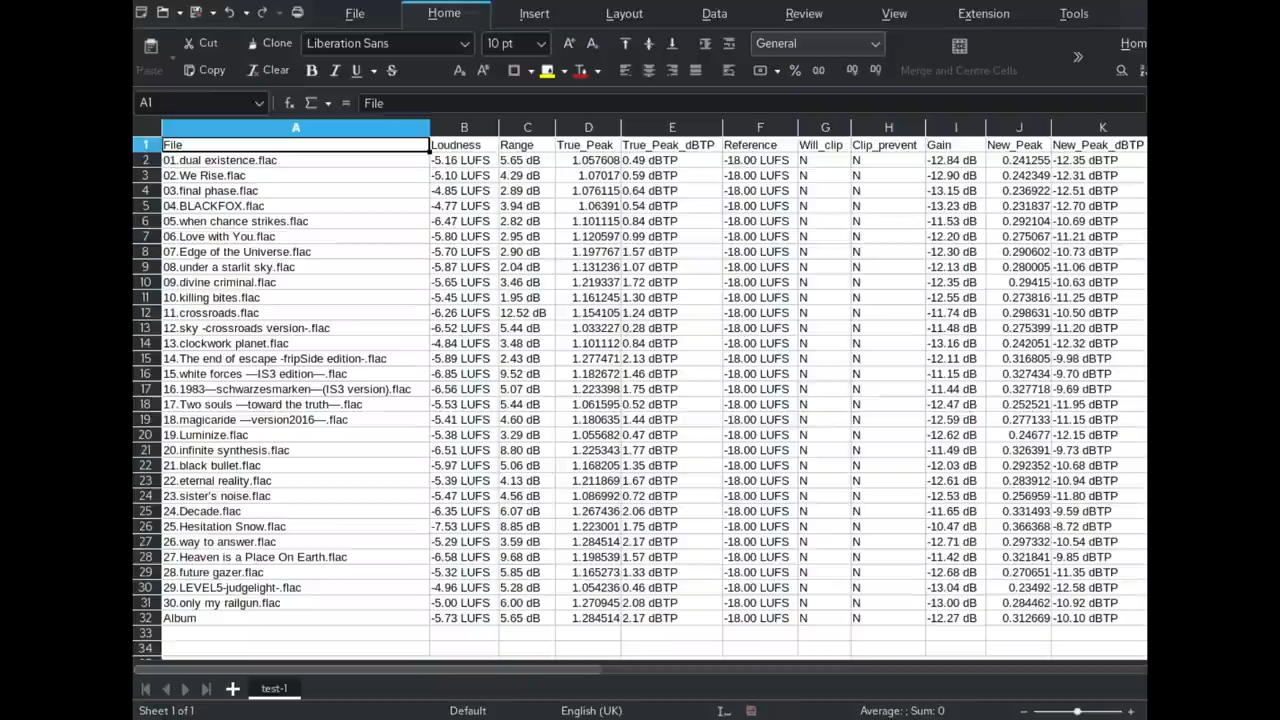 File Home Insert Layout Data Review View Extension Tools
Cut Clone Liberation Sans 10 pt General Hom
Paste Copy Clear B I U S Merge and Centre Cells
A1 File
A B C D E F G H I J K
1 File Loudness Range True_Peak True_Peak_dBTP Reference Will_clip Clip_prevent Gain New_Peak New_Peak_dBTP
2 01.dual existence.flac -5.16 LUFS 5.65 dB 1.057608 0.49 dBTP -18.00 LUFS N N -12.84 dB 0.241255 -12.35 dBTP
3 02.We Rise.flac -5.10 LUFS 4.29 dB 1.07017 0.59 dBTP -18.00 LUFS N N -12.90 dB 0.242349 -12.31 dBTP
4 03.final phase.flac -4.85 LUFS 2.89 dB 1.076115 0.64 dBTP -18.00 LUFS N N -13.15 dB 0.236922 -12.51 dBTP
5 04.BLACKFOX.flac -4.77 LUFS 3.94 dB 1.06391 0.54 dBTP -18.00 LUFS N N -13.23 dB 0.231837 -12.70 dBTP
6 05.when chance strikes.flac -6.47 LUFS 2.82 dB 1.101115 0.84 dBTP -18.00 LUFS N N -11.53 dB 0.292104 -10.69 dBTP
7 06.Love with You.flac -5.80 LUFS 2.95 dB 1.120597 0.99 dBTP -18.00 LUFS N N -12.20 dB 0.275067 -11.21 dBTP
8 07.Edge of the Universe.flac -5.70 LUFS 2.90 dB 1.197767 1.57 dBTP -18.00 LUFS N N -12.30 dB 0.290602 -10.73 dBTP
9 08.under a starlit sky.flac -5.87 LUFS 2.04 dB 1.131236 1.07 dBTP -18.00 LUFS N N -12.13 dB 0.280005 -11.06 dBTP
10 09.divine criminal.flac -5.65 LUFS 3.46 dB 1.219337 1.72 dBTP -18.00 LUFS N N -12.35 dB 0.29415 -10.63 dBTP
11 10.killing bites.flac -5.45 LUFS 1.95 dB 1.161245 1.30 dBTP -18.00 LUFS N N -12.55 dB 0.273816 -11.25 dBTP
12 11.crossroads.flac -6.26 LUFS 12.52 dB 1.154105 1.24 dBTP -18.00 LUFS N N -11.74 dB 0.298631 -10.50 dBTP
13 12.sky -crossroads version-.flac -6.52 LUFS 5.44 dB 1.033227 0.28 dBTP -18.00 LUFS N N -11.48 dB 0.275399 -11.20 dBTP
14 13.clockwork planet.flac -4.84 LUFS 3.48 dB 1.101112 0.84 dBTP -18.00 LUFS N N -13.16 dB 0.242051 -12.32 dBTP
15 14.The end of escape -fripSide edition-.flac -5.89 LUFS 2.43 dB 1.277471 2.13 dBTP -18.00 LUFS N N -12.11 dB 0.316805 -9.98 dBTP
16 15.white forces —IS3 edition—.flac -6.85 LUFS 9.52 dB 1.182672 1.46 dBTP -18.00 LUFS N N -11.15 dB 0.327434 -9.70 dBTP
17 16.1983—schwarzesmarken—(IS3 version).flac -6.56 LUFS 5.07 dB 1.223398 1.75 dBTP -18.00 LUFS N N -11.44 dB 0.327718 -9.69 dBTP
18 17.Two souls —toward the truth—.flac -5.53 LUFS 5.44 dB 1.061595 0.52 dBTP -18.00 LUFS N N -12.47 dB 0.252521 -11.95 dBTP
19 18.magicaride —version2016—.flac -5.41 LUFS 4.60 dB 1.180635 1.44 dBTP -18.00 LUFS N N -12.59 dB 0.277133 -11.15 dBTP
20 19.Luminize.flac -5.38 LUFS 3.29 dB 1.055682 0.47 dBTP -18.00 LUFS N N -12.62 dB 0.24677 -12.15 dBTP
21 20.infinite synthesis.flac -6.51 LUFS 8.80 dB 1.225343 1.77 dBTP -18.00 LUFS N N -11.49 dB 0.326391 -9.73 dBTP
22 21.black bullet.flac -5.97 LUFS 5.06 dB 1.168205 1.35 dBTP -18.00 LUFS N N -12.03 dB 0.292352 -10.68 dBTP
23 22.eternal reality.flac -5.39 LUFS 4.13 dB 1.211869 1.67 dBTP -18.00 LUFS N N -12.61 dB 0.283912 -10.94 dBTP
24 23.sister's noise.flac -5.47 LUFS 4.56 dB 1.086992 0.72 dBTP -18.00 LUFS N N -12.53 dB 0.256959 -11.80 dBTP
25 24.Decade.flac -6.35 LUFS 6.07 dB 1.267436 2.06 dBTP -18.00 LUFS N N -11.65 dB 0.331493 -9.59 dBTP
26 25.Hesitation Snow.flac -7.53 LUFS 8.85 dB 1.223001 1.75 dBTP -18.00 LUFS N N -10.47 dB 0.366368 -8.72 dBTP
27 26.way to answer.flac -5.29 LUFS 3.59 dB 1.284514 2.17 dBTP -18.00 LUFS N N -12.71 dB 0.297332 -10.54 dBTP
28 27.Heaven is a Place On Earth.flac -6.58 LUFS 9.68 dB 1.198539 1.57 dBTP -18.00 LUFS N N -11.42 dB 0.321841 -9.85 dBTP
29 28.future gazer.flac -5.32 LUFS 5.85 dB 1.165273 1.33 dBTP -18.00 LUFS N N -12.68 dB 0.270651 -11.35 dBTP
30 29.LEVEL5-judgelight-.flac -4.96 LUFS 5.28 dB 1.054236 0.46 dBTP -18.00 LUFS N N -13.04 dB 0.23492 -12.58 dBTP
31 30.only my railgun.flac -5.00 LUFS 6.00 dB 1.270945 2.08 dBTP -18.00 LUFS N N -13.00 dB 0.284462 -10.92 dBTP
32 Album -5.73 LUFS 5.65 dB 1.284514 2.17 dBTP -18.00 LUFS N N -12.27 dB 0.312669 -10.10 dBTP
33
34
test-1
Sheet 1 of 1 Default English (UK) Average: ; Sum: 0